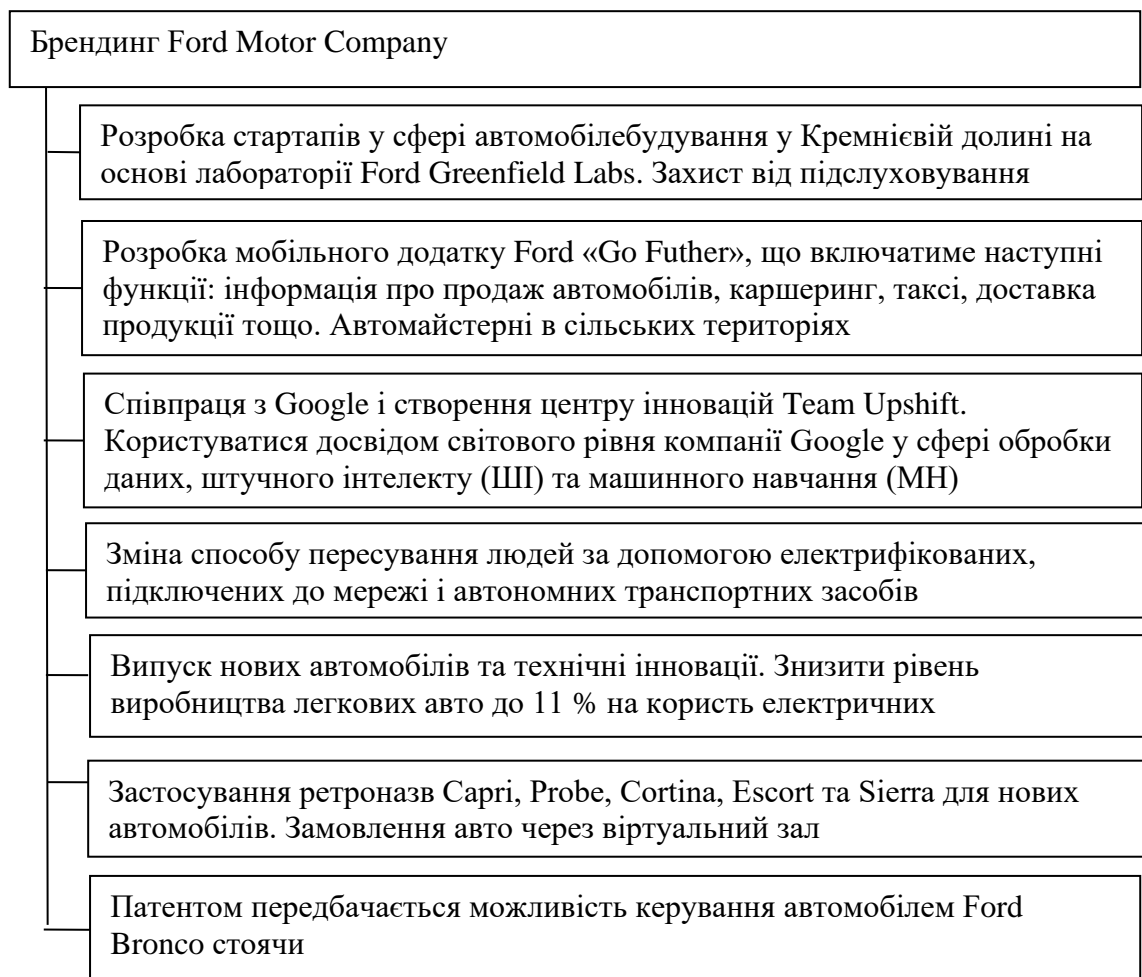 Брендинг Ford Motor Company
Розробка стартапів у сфері автомобілебудування у Кремнієвій долині на
основі лабораторії Ford Greenfield Labs. Захист від підслуховування
Розробка мобільного додатку Ford «Go Futher», що включатиме наступні
функції: інформація про продаж автомобілів, каршеринг, таксі, доставка
продукції тощо. Автомайстерні в сільських територіях
Співпраця з Google і створення центру інновацій Team Upshift.
Користуватися досвідом світового рівня компанії Google у сфері обробки
даних, штучного інтелекту (ШІ) та машинного навчання (МН)
Зміна способу пересування людей за допомогою електрифікованих,
підключених до мережі і автономних транспортних засобів
Випуск нових автомобілів та технічні інновації. Знизити рівень
виробництва легкових авто до 11 % на користь електричних
Застосування ретроназв Capri, Probe, Cortina, Escort та Sierra для нових
автомобілів. Замовлення авто через віртуальний зал
Патентом передбачається можливість керування автомобілем Ford
Bronco стоячи